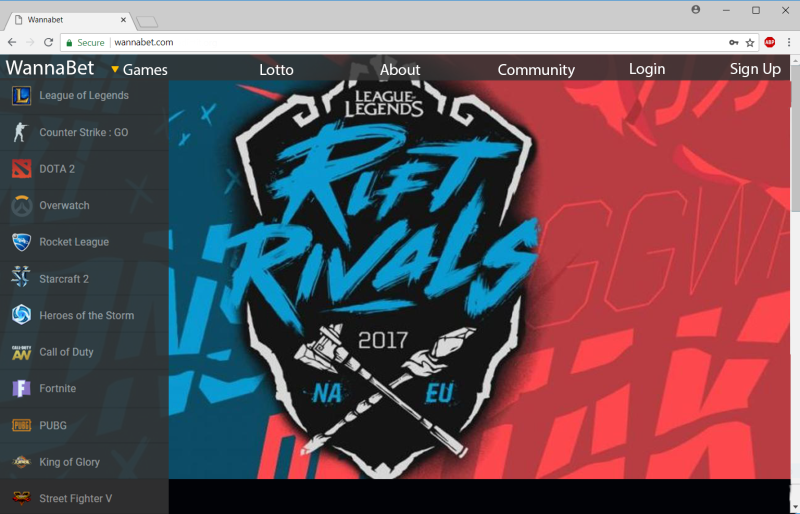 Wannabet
Secure
wannabet.com
ABP
WannaBet
Games
Lotto
About
Community
Login
Sign Up
League of Legends
Counter Strike : GO
DOTA 2
Overwatch
Rocket League
Starcraft 2
Heroes of the Storm
Call of Duty
Fortnite
PUBG
King of Glory
Street Fighter V
LEAGUE OF
LEGENDS
RIFT
RIVALS
2017
NA
EU
GGWP